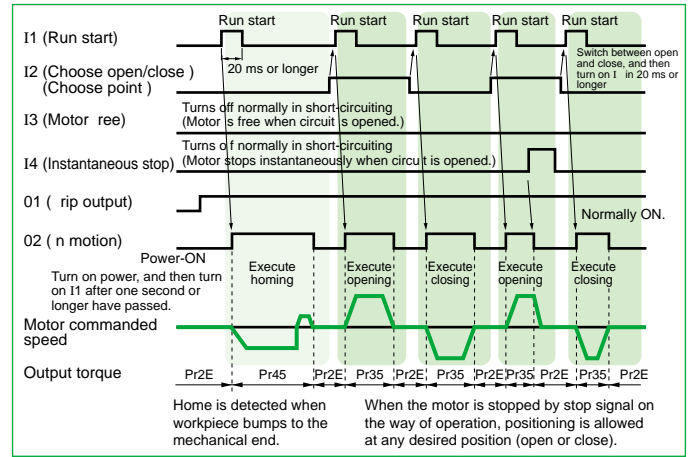 Run start Run start Run start Run start Run start
I1 (Run start)
20 ms or longer
Switch between open
and close, and then
turn on I in 20 ms or
longer
I2 (Choose open/close )
(Choose point )
Turns off normally in short-circuiting
I3 (Motor ree) (Motor s free when circuit s opened.)
Turns o f normally in short-circuiting
I4 (Instantaneous stop) (Motor stops instantaneously when circu t is opened.)
01 ( rip output)
Normally ON.
02 ( n motion)
Power-ON
Turn on power, and then turn
on I1 after one second or
longer have passed.
Execute homing
Execute opening
Execute closing
Execute opening
Execute closing
Motor commanded
speed
Output torque Pr2E Pr45 Pr2E Pr35 Pr2E Pr35 Pr2E Pr35 Pr2E Pr35 Pr2E
Home is detected when
workpiece bumps to the
mechanical end.
When the motor is stopped by stop signal on
the way of operation, positioning is allowed
at any desired position (open or close).